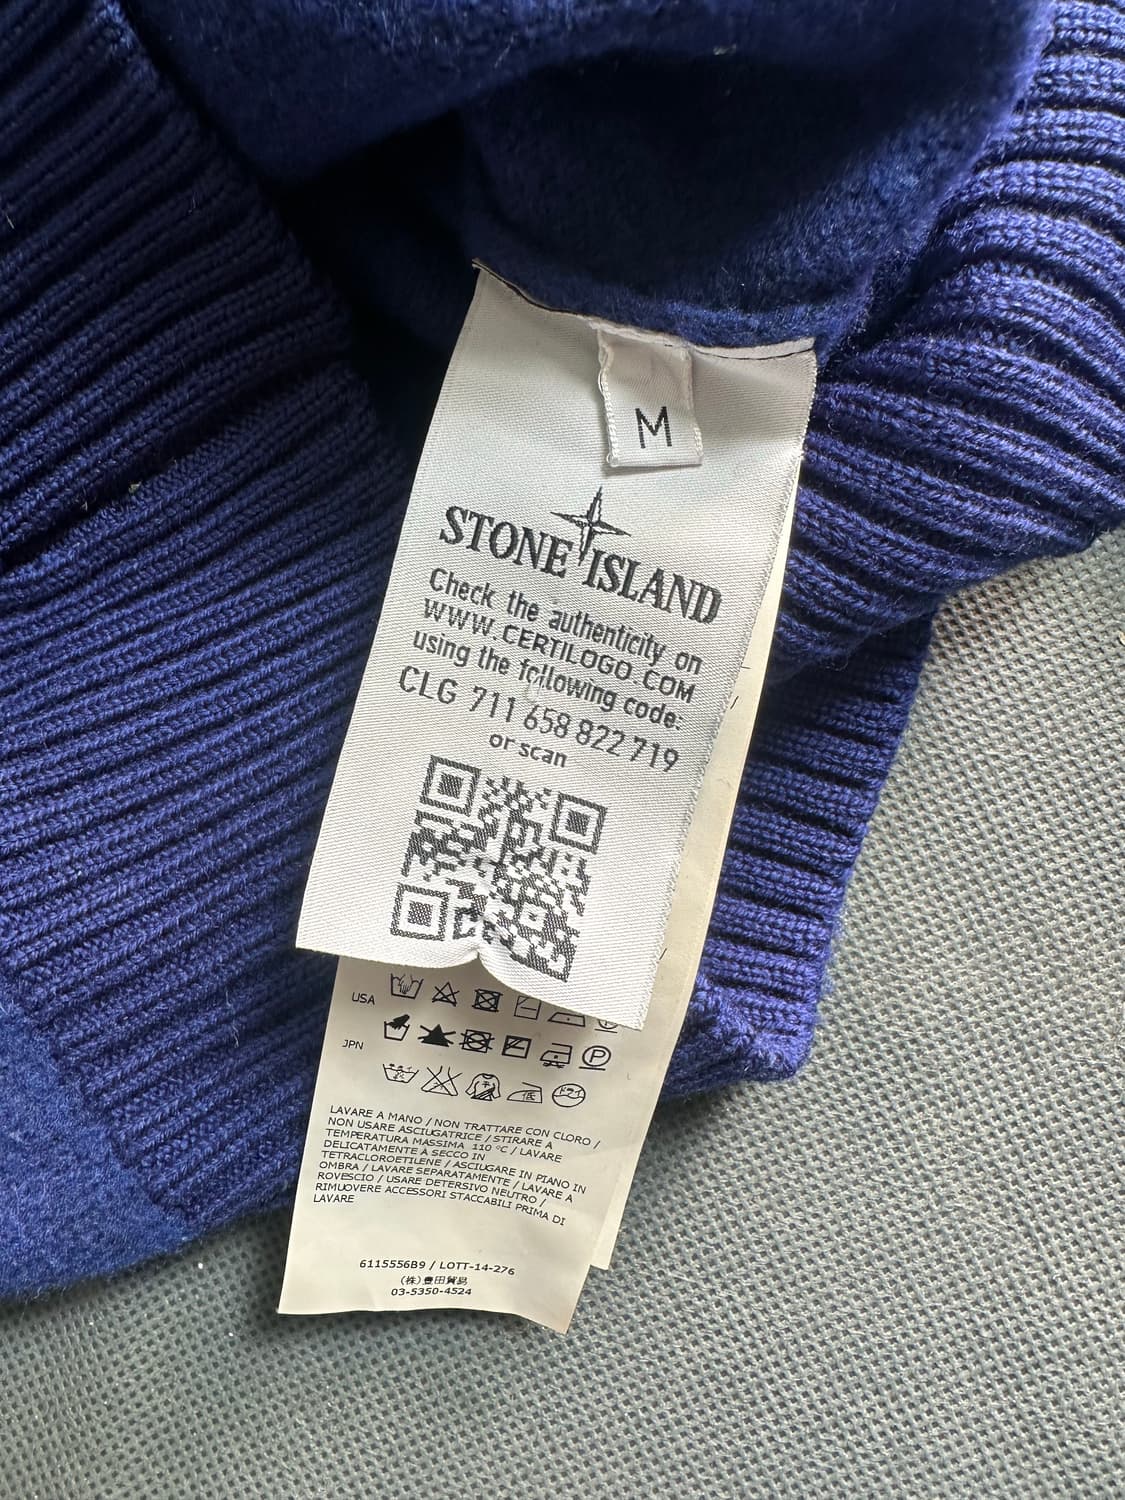 M
STONE ISLAND
Check the authenticity on
WWW.CERTILOGO.COM
using the following code:
CLG 711 658 822 719
or scan
USA
JPN
P
ドライ
LAVARE A MANO / NON TRATTARE CON CLORO /
NON USARE ASCIUGATRICE / STIRARE A
TEMPERATURA MASSIMA 110 °C / LAVARE
DELICATAMENTE A SECCO IN
TETRACLOROETILENE / ASCIUGARE IN PIANO IN
OMBRA / LAVARE SEPARATAMENTE / LAVARE A
ROVESCIO / USARE DETERSIVO NEUTRO /
RIMUOVERE ACCESSORI STACCABILI PRIMA DI
LAVARE
6115556B9 / LOTT-14-276
(株)豊田貿易
03-5350-4524